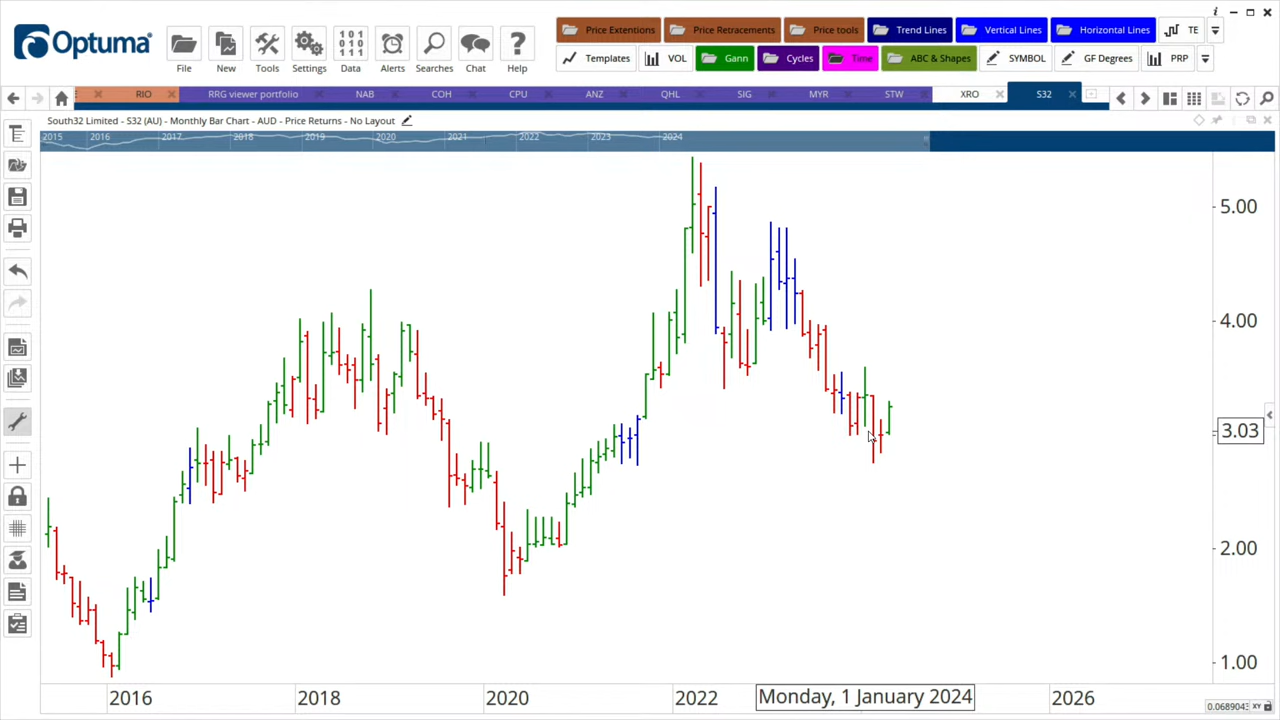 i
Optuma
File
New
Tools
Settings
101
010
101
Data
Alerts
Searches
Chat
?
Help
Price Extentions
Price Retracements
Price tools
Trend Lines
Vertical Lines
Horizontal Lines
TE
Templates
VOL
Gann
Cycles
Time
ABC & Shapes
SYMBOL
GF Degrees
PRP
RIO
RRG viewer portfolio
NAB
COH
CPU
ANZ
QHL
SIG
MYR
STW
XRO
S32
South32 Limited - S32 (AU) - Monthly Bar Chart - AUD - Price Returns - No Layout
2015 2016 2017 2018 2019 2020 2021 2022 2023 2024
5.00
4.00
3.03
2.00
1.00
2016 2018 2020 2022 Monday, 1 January 2024 2026
XY